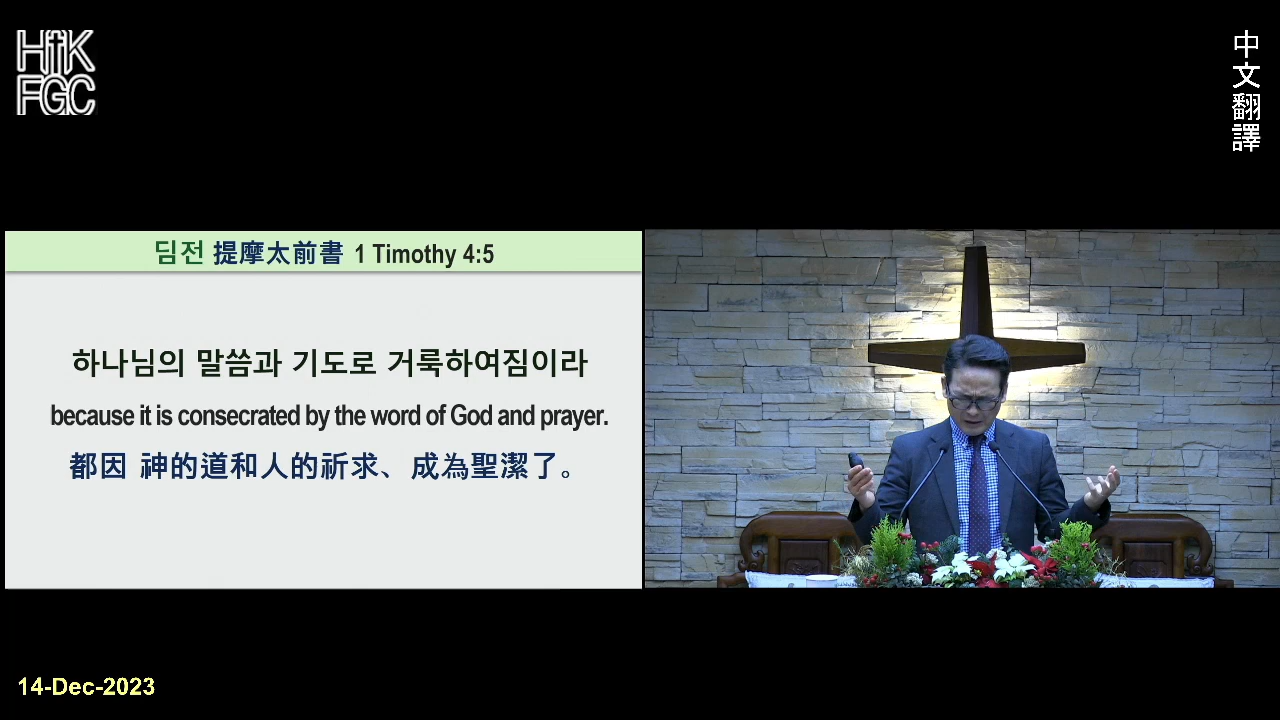 HfK
FGC
中文翻譯
딤전 提摩太前書 1 Timothy 4:5
하나님의 말씀과 기도로 거룩하여짐이라
because it is consecrated by the word of God and prayer.
都因 神的道和人的祈求、成為聖潔了。
14-Dec-2023